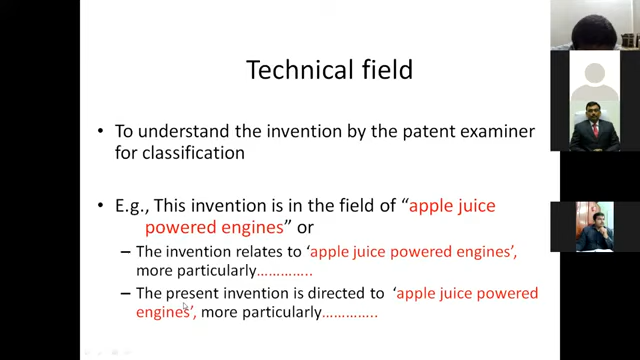 Technical field
• To understand the invention by the patent examiner
for classification
• E.g., This invention is in the field of “apple juice
powered engines” or
– The invention relates to ‘apple juice powered engines’,
more particularly…………..
– The present invention is directed to ‘apple juice powered
engines’, more particularly…………..